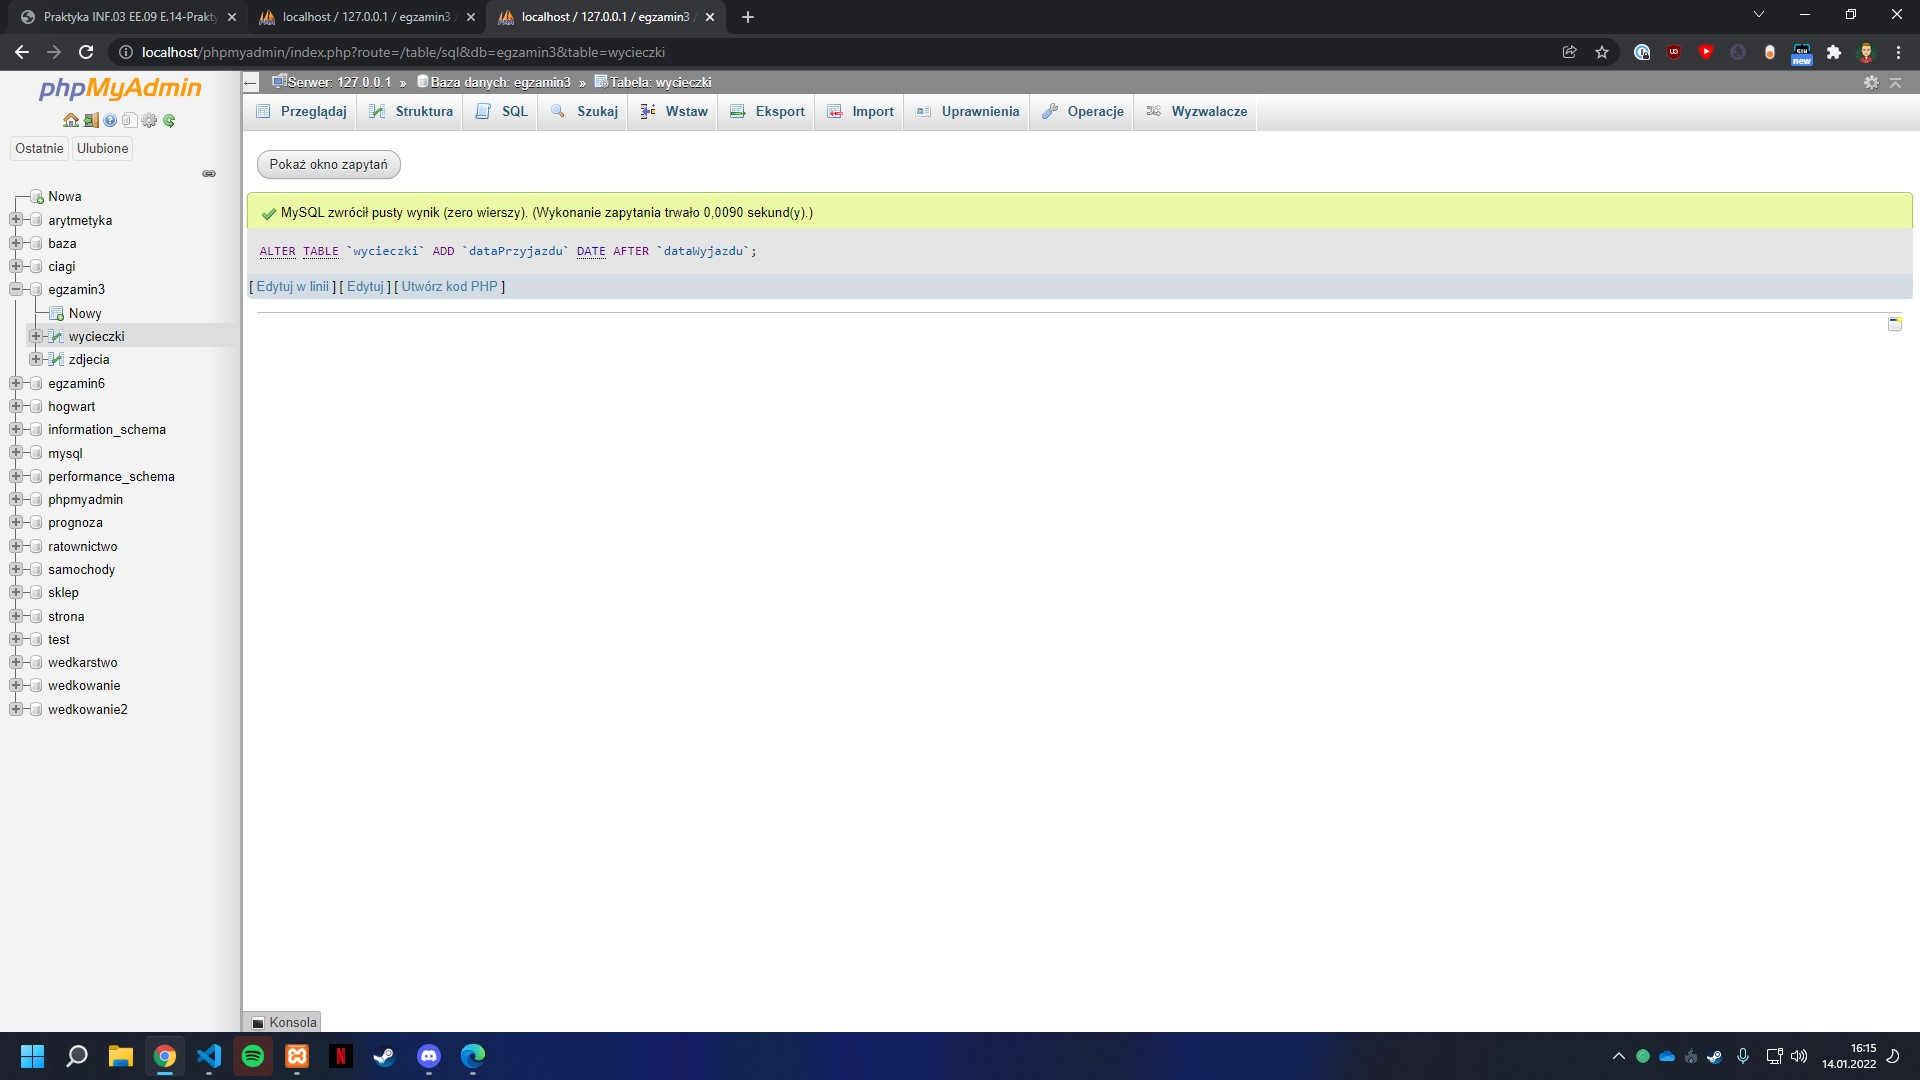 Praktyka INF.03 EE.09 E.14-Prakty
localhost / 127.0.0.1 / egzamin3
localhost / 127.0.0.1 / egzamin3
localhost/phpmyadmin/index.php?route=/table/sql&db=egzamin3&table=wycieczki
new
phpMyAdmin
Serwer: 127.0.0.1 » Baza danych: egzamin3 » Tabela: wycieczki
Przeglądaj Struktura SQL Szukaj Wstaw Eksport Import Uprawnienia Operacje Wyzwalacze
Ostatnie Ulubione
Nowa
arytmetyka
baza
ciagi
egzamin3
Nowy
wycieczki
zdjecia
egzamin6
hogwart
information_schema
mysql
performance_schema
phpmyadmin
prognoza
ratownictwo
samochody
sklep
strona
test
wedkarstwo
wedkowanie
wedkowanie2
Pokaż okno zapytań
MySQL zwrócił pusty wynik (zero wierszy). (Wykonanie zapytania trwało 0,0090 sekund(y).)
ALTER TABLE `wycieczki` ADD `dataPrzyjazdu` DATE AFTER `dataWyjazdu`;
[ Edytuj w linii ] [ Edytuj ] [ Utwórz kod PHP ]
Konsola
16:15
14.01.2022